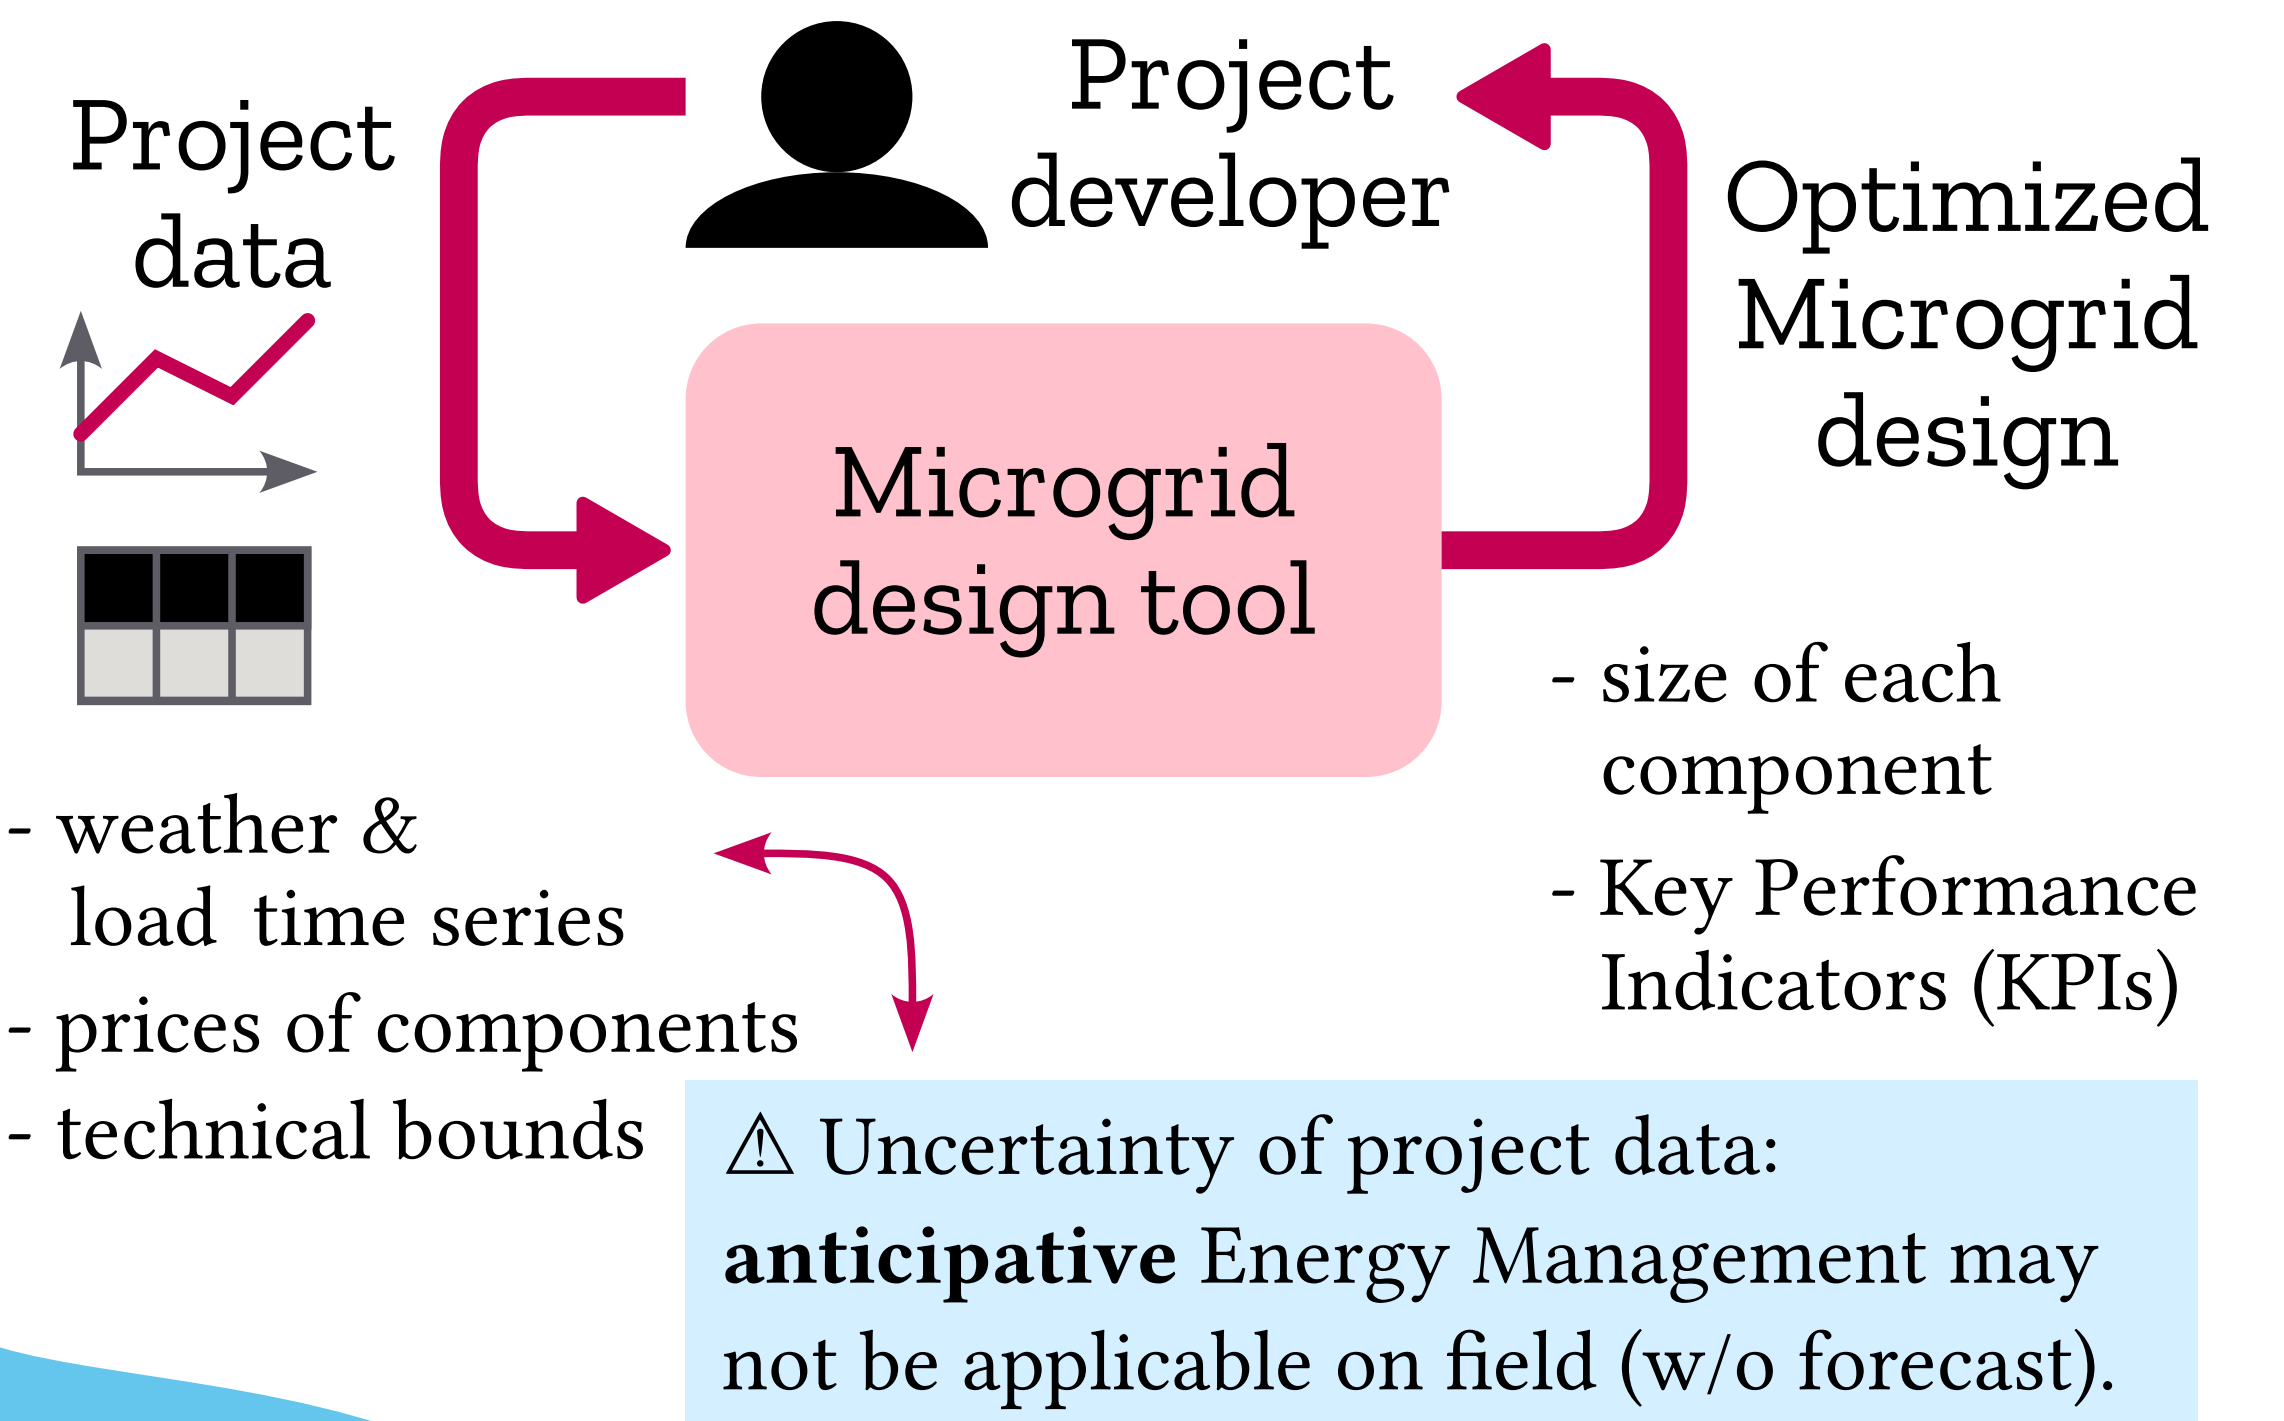 Project
developer
Project
data
Optimized
Microgrid
design
Microgrid
design tool
- weather &
load time series
- prices of components
- technical bounds
- size of each
component
- Key Performance
Indicators (KPIs)
⚠ Uncertainty of project data:
anticipative Energy Management may
not be applicable on field (w/o forecast).